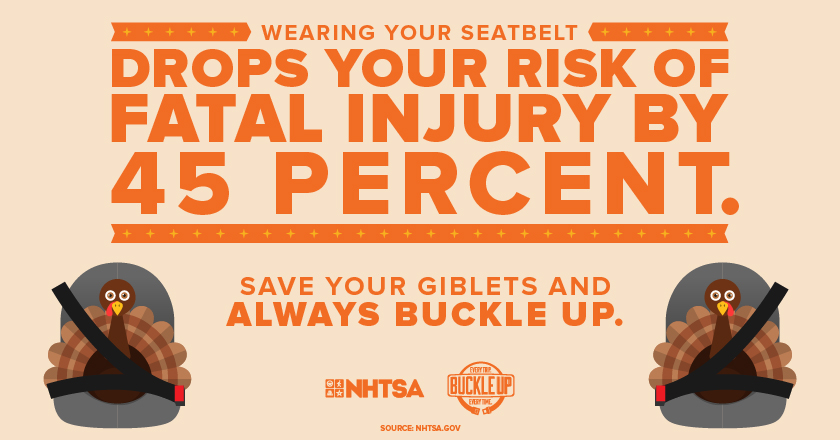 WEARING YOUR SEATBELT
DROPS YOUR RISK OF
FATAL INJURY BY
45 PERCENT.
SAVE YOUR GIBLETS AND
ALWAYS BUCKLE UP.
NHTSA
EVERY TRIP.
BUCKLE UP
EVERY TIME.
SOURCE: NHTSA.GOV